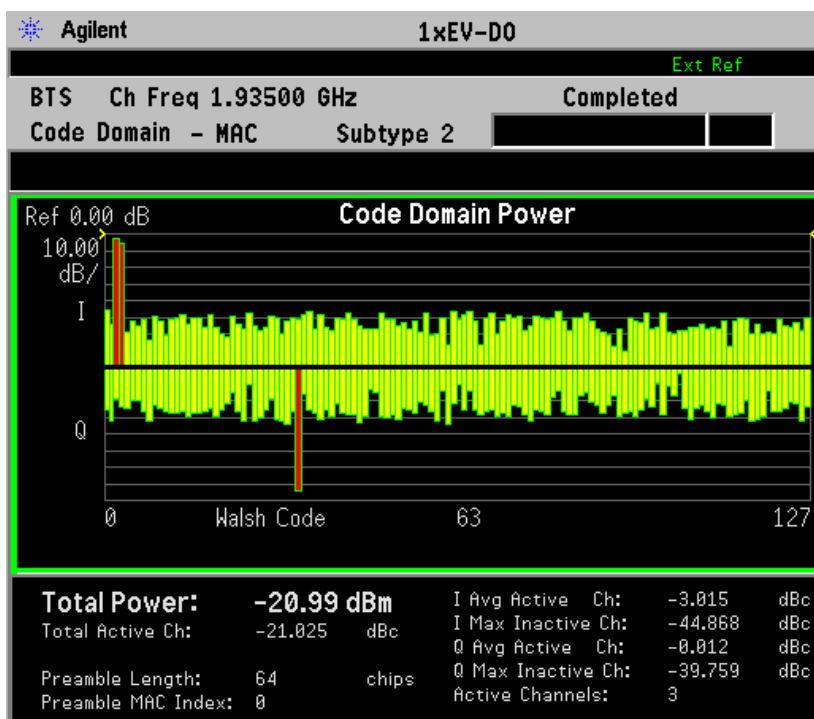 Agilent 1xEV-DO
Ext Ref
BTS Ch Freq 1.93500 GHz Completed
Code Domain - MAC Subtype 2
Ref 0.00 dB Code Domain Power
10.00
dB/
I
Q
0 Walsh Code 63 127
Total Power: -20.99 dBm
Total Active Ch: -21.025 dBc
Preamble Length: 64 chips
Preamble MAC Index: 0
I Avg Active Ch: -3.015 dBc
I Max Inactive Ch: -44.868 dBc
Q Avg Active Ch: -0.012 dBc
Q Max Inactive Ch: -39.759 dBc
Active Channels: 3